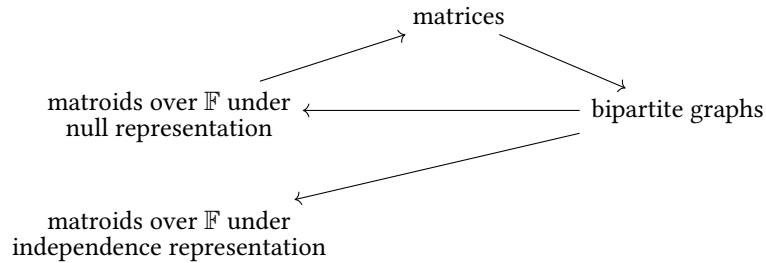 matrices
matroids over 𝔽 under
null representation
bipartite graphs
matroids over 𝔽 under
independence representation